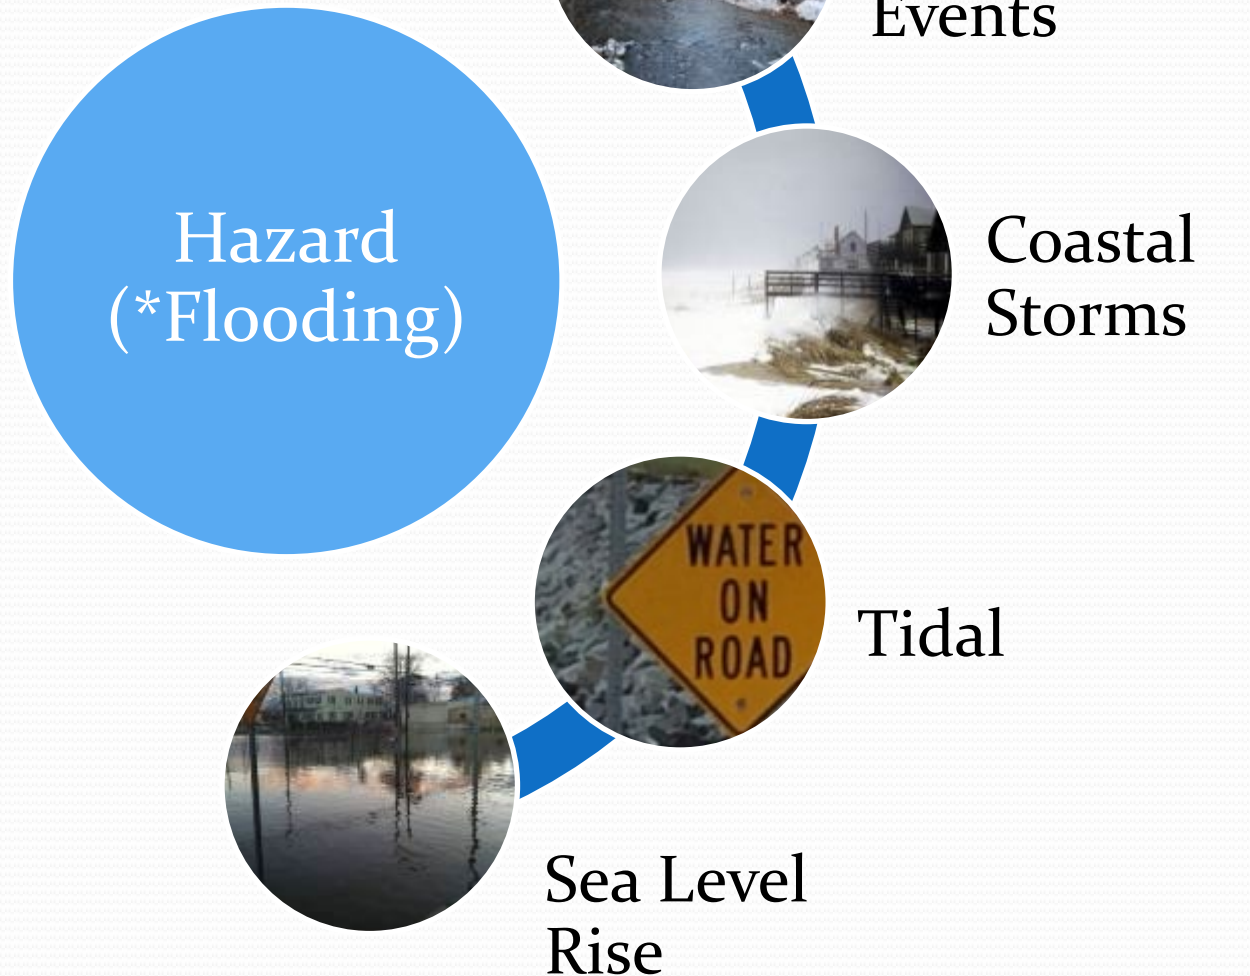 Events
Hazard
(*Flooding)
Coastal
Storms
WATER
ON
ROAD
Tidal
Sea Level
Rise